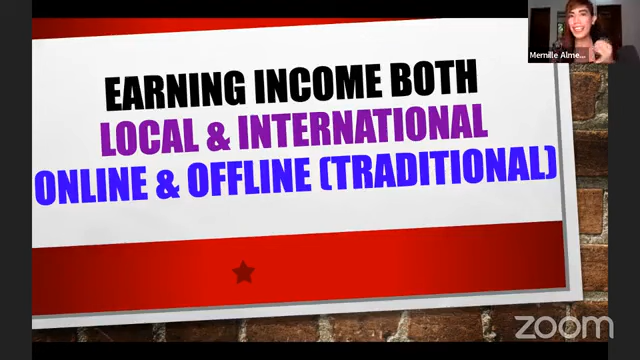 Mernille Alme...
EARNING INCOME BOTH
LOCAL & INTERNATIONAL
ONLINE & OFFLINE (TRADITIONAL)
zoom